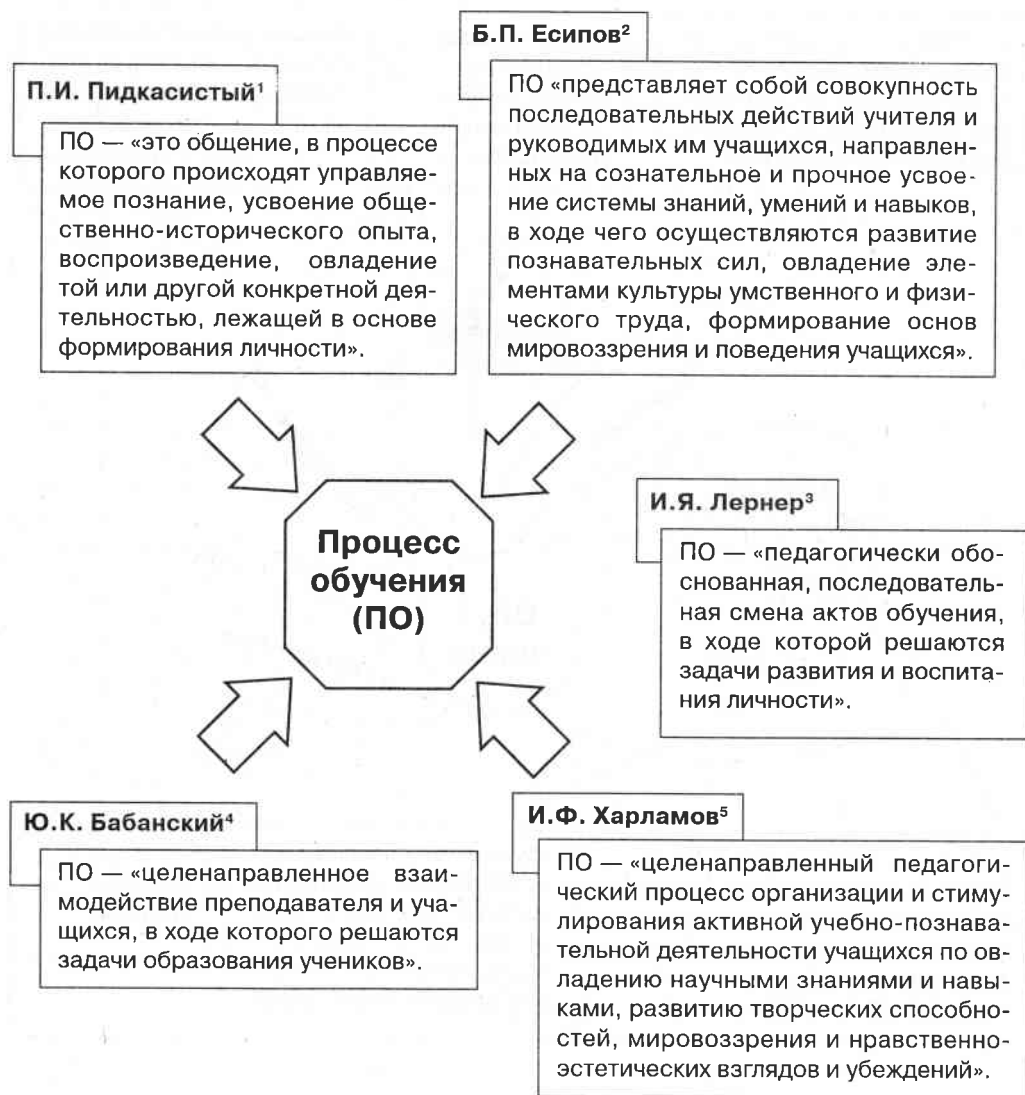 П.И. Пидкасистый¹
ПО — «это общение, в процессе
которого происходят управляе-
мое познание, усвоение обще-
ственно-исторического опыта,
воспроизведение, овладение
той или другой конкретной дея-
тельностью, лежащей в основе
формирования личности».
Б.П. Есипов²
ПО «представляет собой совокупность
последовательных действий учителя и
руководимых им учащихся, направлен-
ных на сознательное и прочное усвое-
ние системы знаний, умений и навыков,
в ходе чего осуществляются развитие
познавательных сил, овладение эле-
ментами культуры умственного и физи-
ческого труда, формирование основ
мировоззрения и поведения учащихся».
Процесс
обучения
(ПО)
И.Я. Лернер³
ПО — «педагогически обо-
снованная, последователь-
ная смена актов обучения,
в ходе которой решаются
задачи развития и воспита-
ния личности».
Ю.К. Бабанский⁴
ПО — «целенаправленное взаи-
модействие преподавателя и уча-
щихся, в ходе которого решаются
задачи образования учеников».
И.Ф. Харламов⁵
ПО — «целенаправленный педагоги-
ческий процесс организации и стиму-
лирования активной учебно-познава-
тельной деятельности учащихся по ов-
ладению научными знаниями и навы-
ками, развитию творческих способно-
стей, мировоззрения и нравственно-
эстетических взглядов и убеждений».